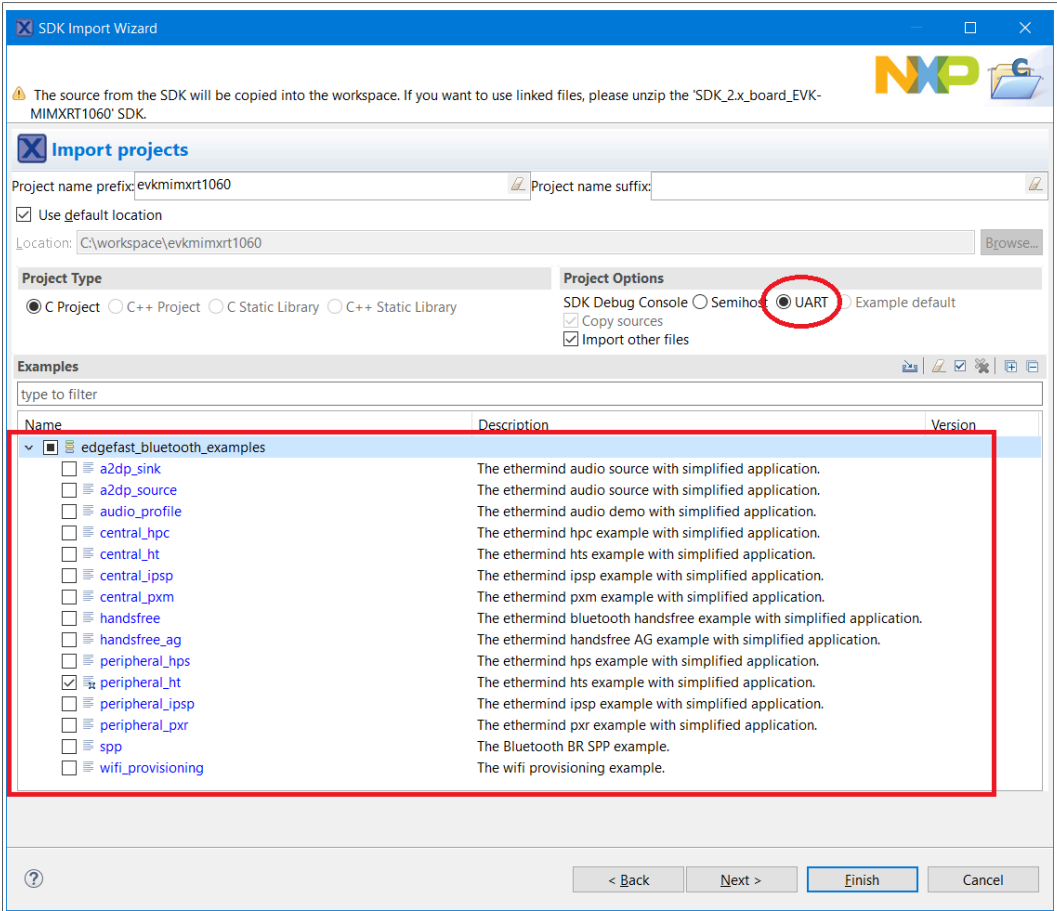 SDK Import Wizard
NXP
The source from the SDK will be copied into the workspace. If you want to use linked files, please unzip the 'SDK_2.x_board_EVK-
MIMXRT1060' SDK.
Import projects
Project name prefix: evkmimxrt1060 Project name suffix:
Use default location
Location: C:\workspace\evkmimxrt1060 Browse...
Project Type Project Options
C Project C++ Project C Static Library C++ Static Library SDK Debug Console Semihost UART Example default
Copy sources
Import other files
Examples
type to filter
Name Description Version
edgefast_bluetooth_examples
a2dp_sink The ethermind audio source with simplified application.
a2dp_source The ethermind audio source with simplified application.
audio_profile The ethermind audio demo with simplified application.
central_hpc The ethermind hpc example with simplified application.
central_ht The ethermind hts example with simplified application.
central_ipsp The ethermind ipsp example with simplified application.
central_pxm The ethermind pxm example with simplified application.
handsfree The ethermind bluetooth handsfree example with simplified application.
handsfree_ag The ethermind handsfree AG example with simplified application.
peripheral_hps The ethermind hps example with simplified application.
peripheral_ht The ethermind hts example with simplified application.
peripheral_ipsp The ethermind ipsp example with simplified application.
peripheral_pxr The ethermind pxr example with simplified application.
spp The Bluetooth BR SPP example.
wifi_provisioning The wifi provisioning example.
< Back Next > Finish Cancel